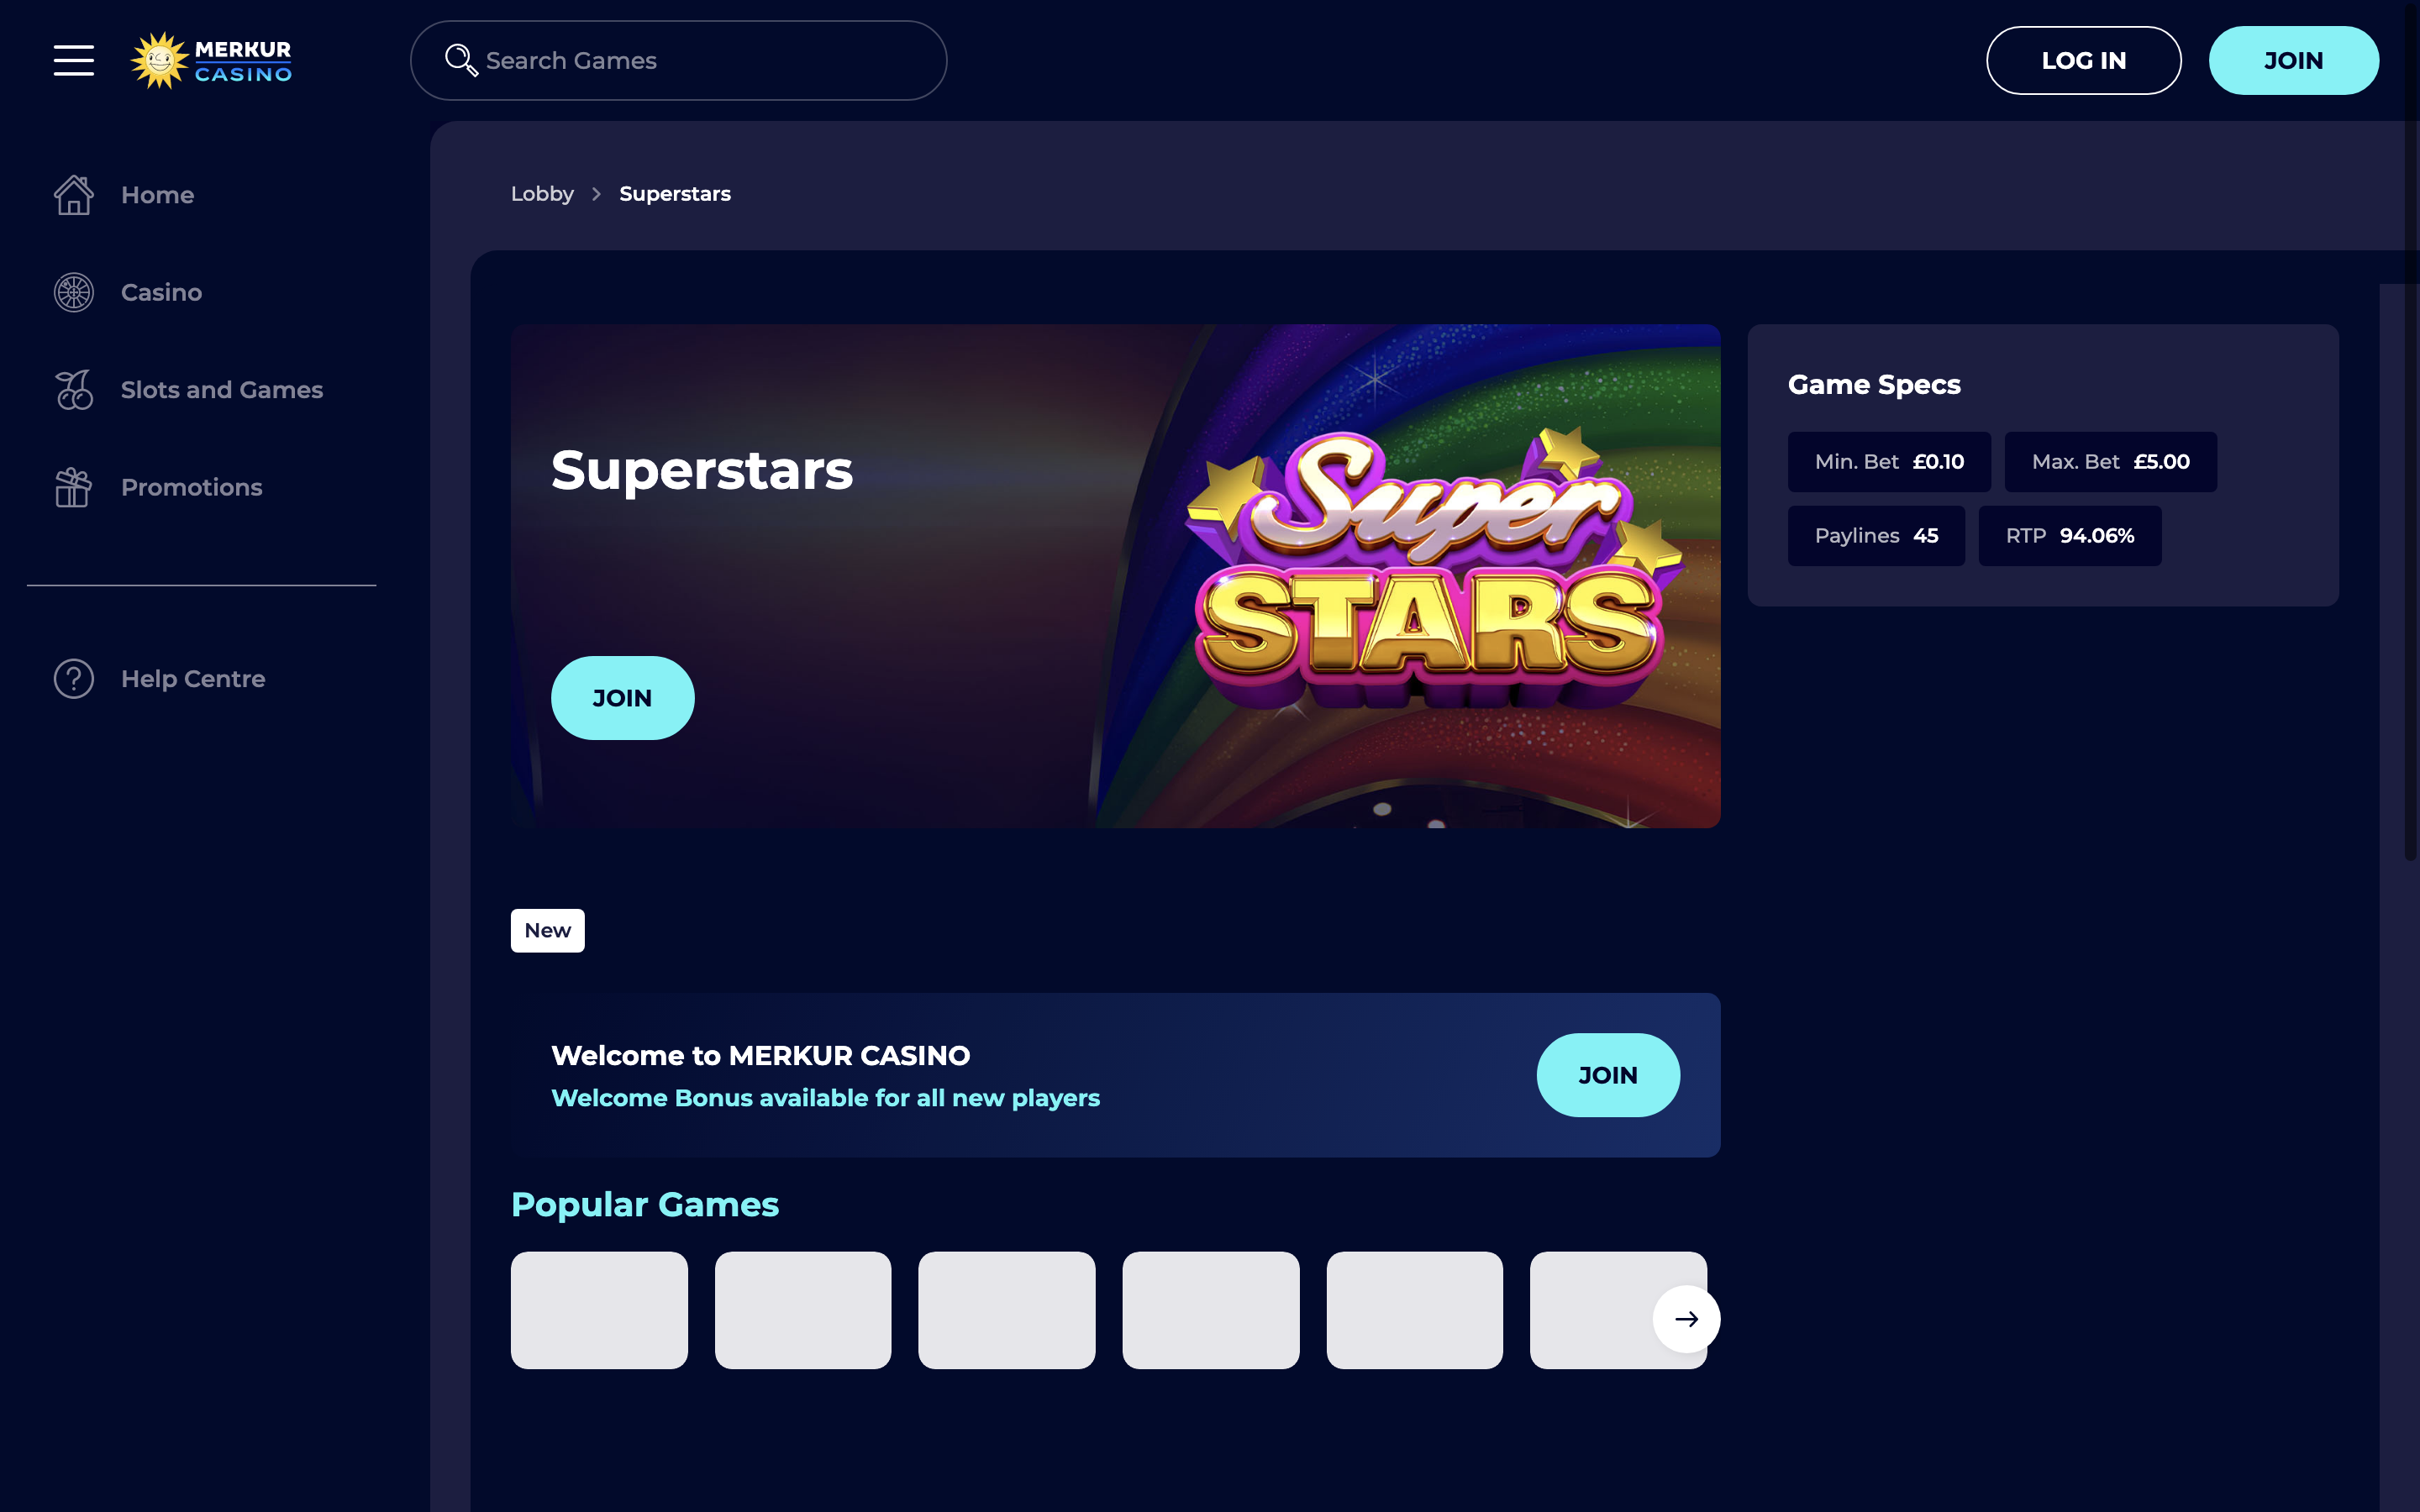 MERKUR
CASINO
Search Games
LOG IN
JOIN
Home
Casino
Slots and Games
Promotions
Help Centre
Lobby
Superstars
Superstars
JOIN
Super
STARS
Game Specs
Min. Bet £0.10
Max. Bet £5.00
Paylines 45
RTP 94.06%
New
Welcome to MERKUR CASINO
Welcome Bonus available for all new players
JOIN
Popular Games